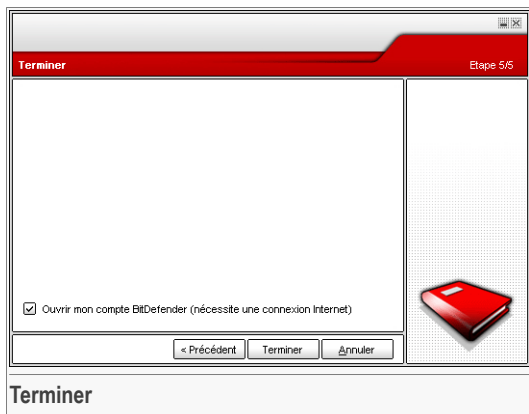 Terminer
Etape 5/5
Ouvrir mon compte BitDefender (nécessite une connexion Internet)
« Précédent Terminer Annuler
Terminer